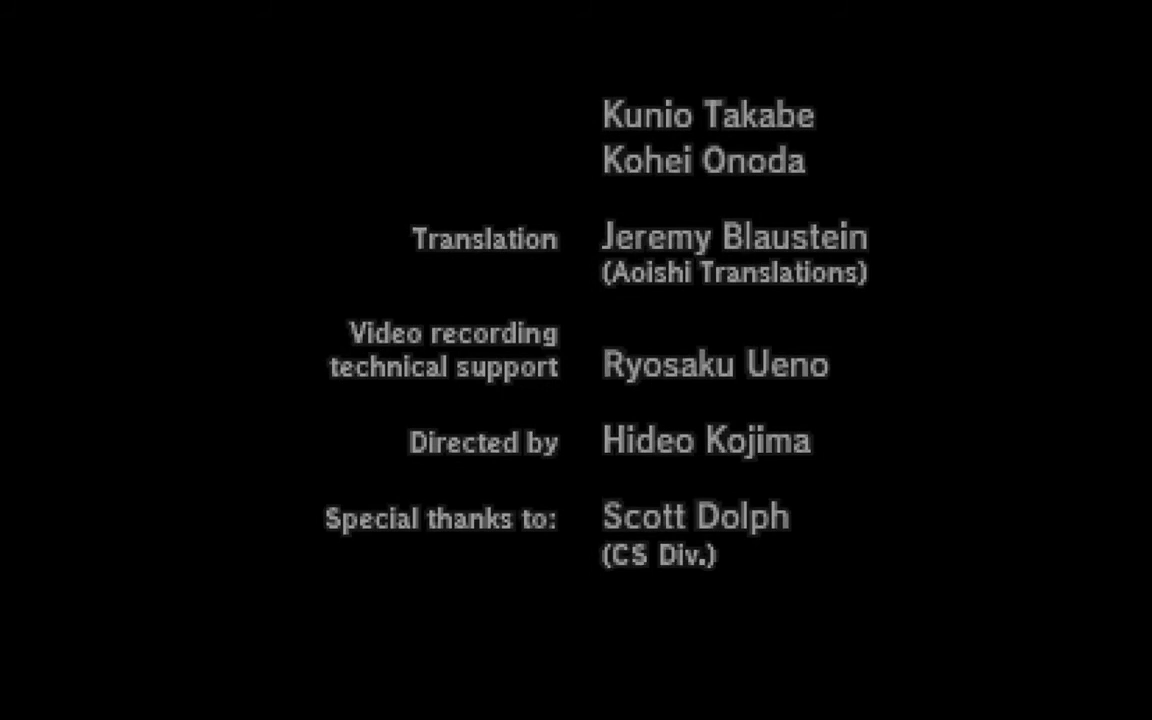 Kunio Takabe
Kohei Onoda
Translation Jeremy Blaustein
(Aoishi Translations)
Video recording
technical support Ryosaku Ueno
Directed by Hideo Kojima
Special thanks to: Scott Dolph
(CS Div.)